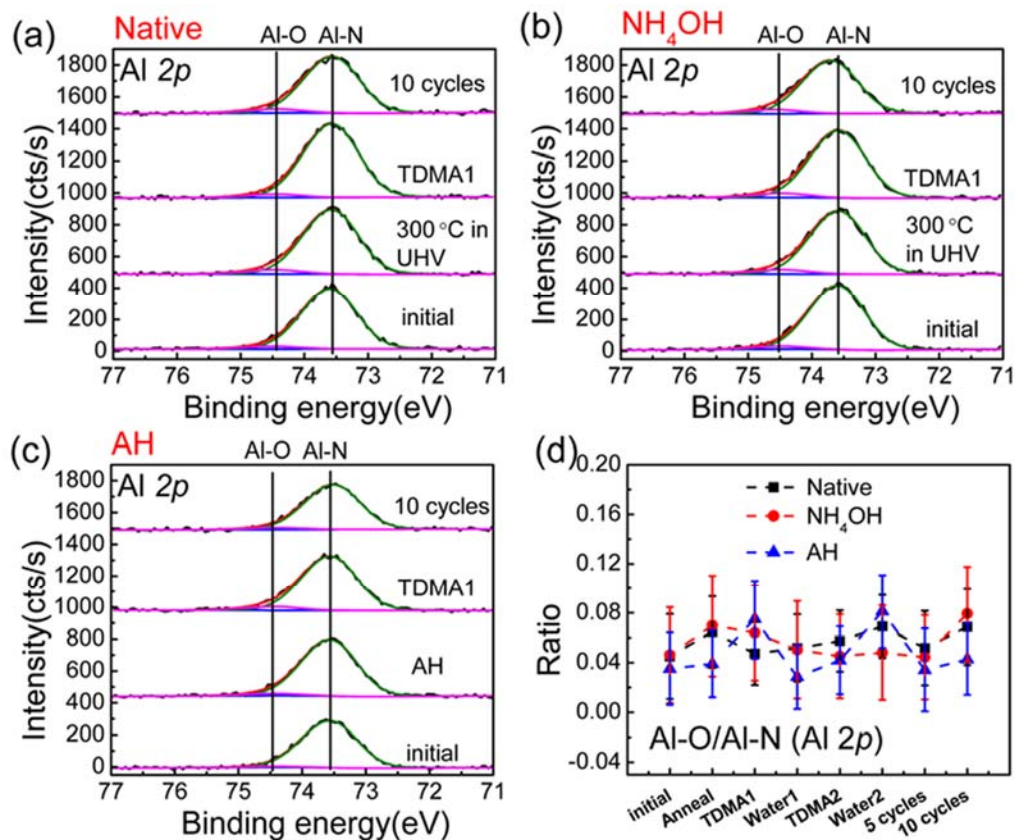 (a) Native
Al-O Al-N
Al 2p
1800
1600
1400
1200
1000
800
600
400
200
0
10 cycles
TDMA1
300 °C in
UHV
initial
Intensity(cts/s)
77 76 75 74 73 72 71
Binding energy(eV)
(b) NH₄OH
Al-O Al-N
Al 2p
1800
1600
1400
1200
1000
800
600
400
200
0
10 cycles
TDMA1
300 °C
in UHV
initial
Intensity(cts/s)
77 76 75 74 73 72 71
Binding energy(eV)
(c) AH
Al-O Al-N
Al 2p
1800
1600
1400
1200
1000
800
600
400
200
0
10 cycles
TDMA1
AH
initial
Intensity(cts/s)
77 76 75 74 73 72 71
Binding energy(eV)
(d)
0.20
0.16
0.12
0.08
0.04
0.00
-0.04
Ratio
Native
NH₄OH
AH
Al-O/Al-N (Al 2p)
initial Anneal TDMA1 Water1 TDMA2 Water2 5 cycles 10 cycles